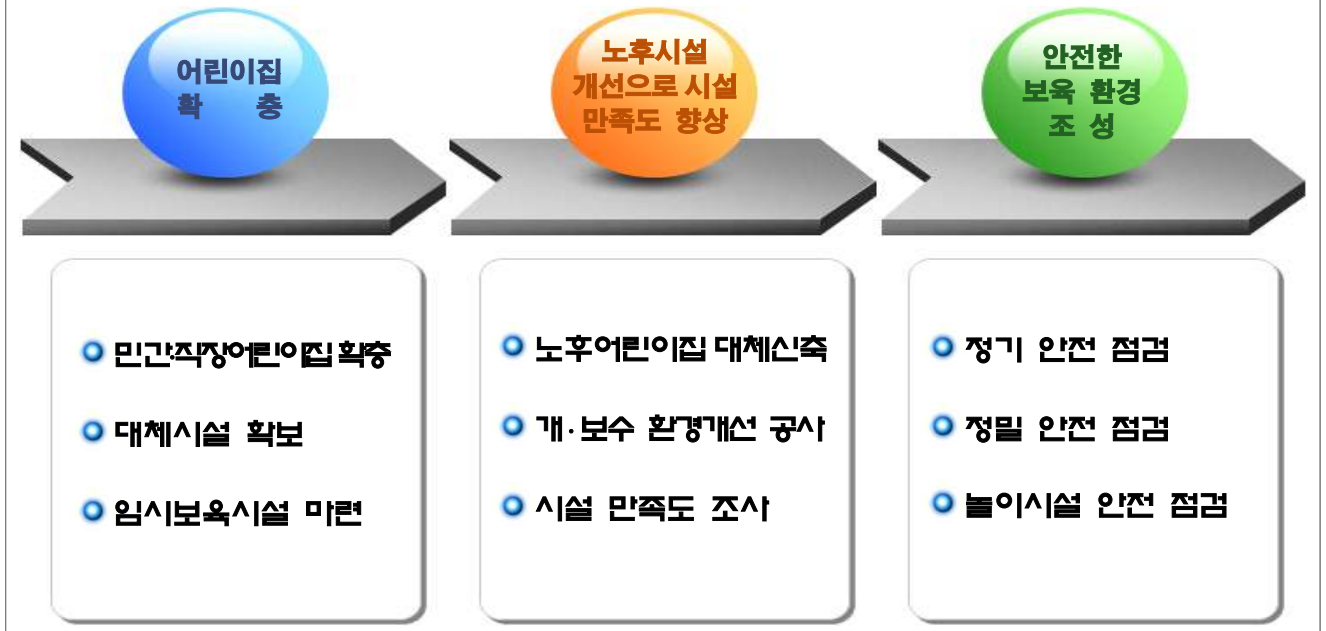 어린이집
확 충
노후시설
개선으로 시설
만족도 향상
안전한
보육 환경
조 성
민간·직장어린이집 확충
대체시설 확보
임시보육시설 마련
노후어린이집 대체신축
개·보수 환경개선 공사
시설 만족도 조사
정기 안전 점검
정밀 안전 점검
놀이시설 안전 점검